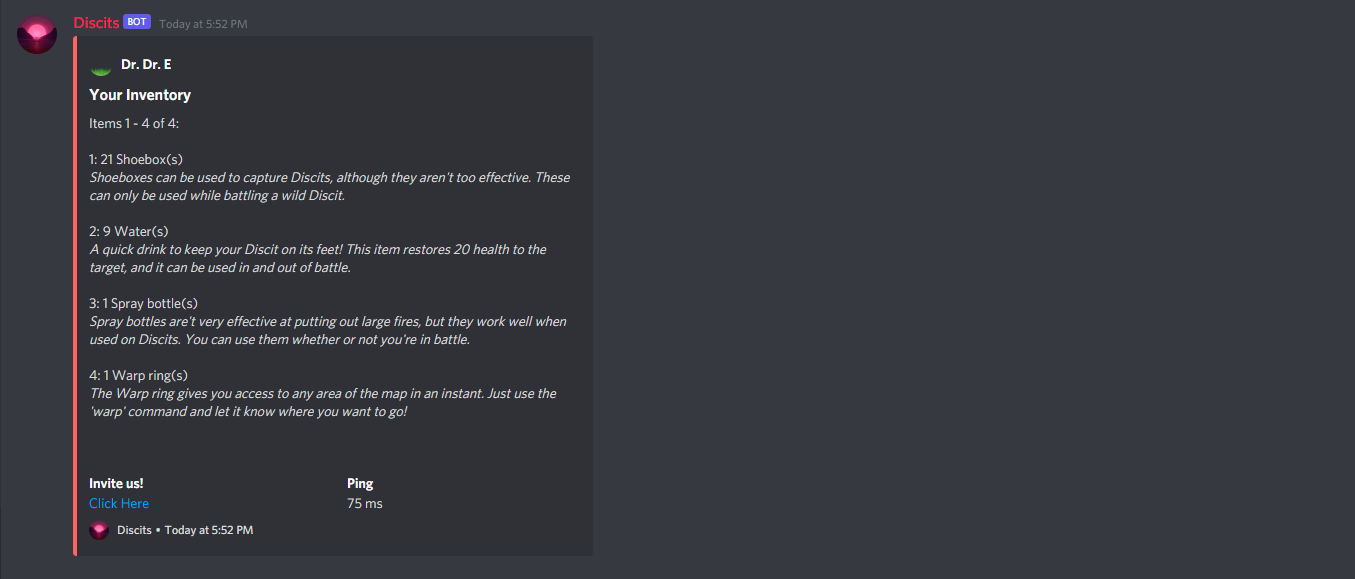 Discits BOT Today at 5:52 PM
Dr. Dr. E
Your Inventory
Items 1 - 4 of 4:
1: 21 Shoebox(s)
Shoeboxes can be used to capture Discits, although they aren't too effective. These
can only be used while battling a wild Discit.
2: 9 Water(s)
A quick drink to keep your Discit on its feet! This item restores 20 health to the
target, and it can be used in and out of battle.
3: 1 Spray bottle(s)
Spray bottles are't very effective at putting out large fires, but they work well when
used on Discits. You can use them whether or not you're in battle.
4: 1 Warp ring(s)
The Warp ring gives you access to any area of the map in an instant. Just use the
'warp' command and let it know where you want to go!
Invite us! Ping
Click Here 75 ms
Discits • Today at 5:52 PM